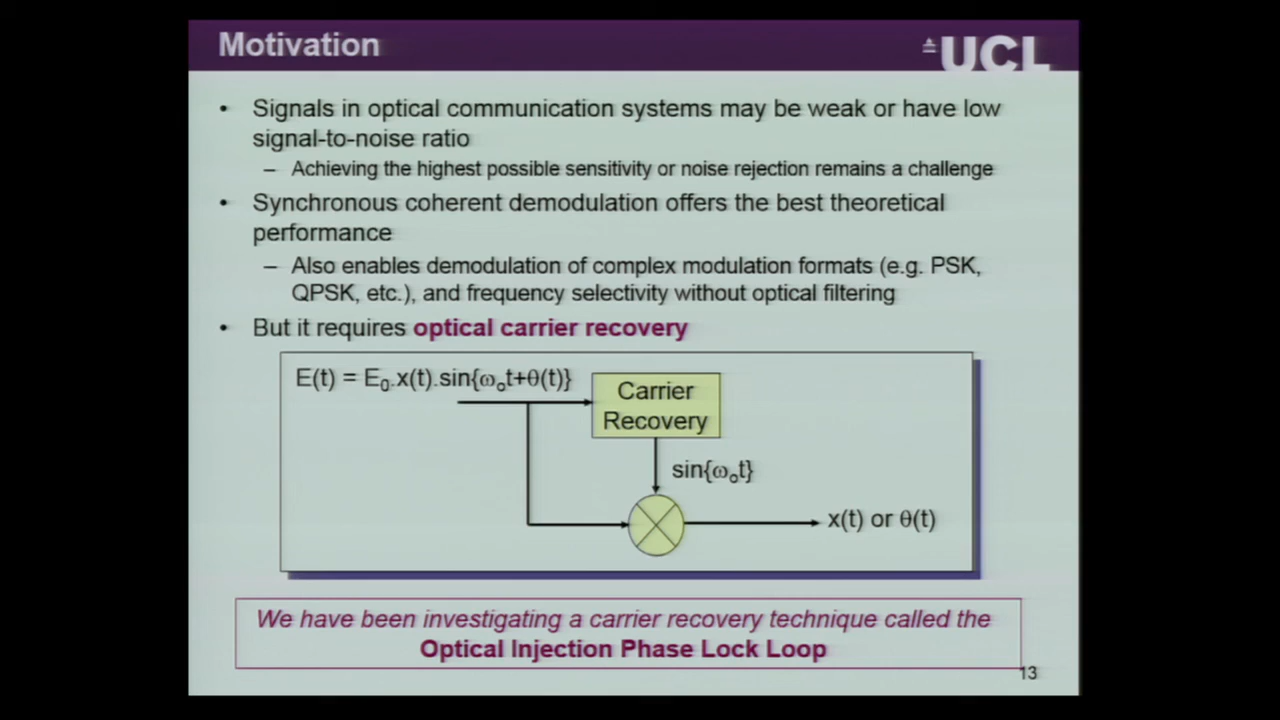 Motivation
UCL
• Signals in optical communication systems may be weak or have low
signal-to-noise ratio
– Achieving the highest possible sensitivity or noise rejection remains a challenge
• Synchronous coherent demodulation offers the best theoretical
performance
– Also enables demodulation of complex modulation formats (e.g. PSK,
QPSK, etc.), and frequency selectivity without optical filtering
• But it requires optical carrier recovery
E(t) = E₀.x(t).sin{ωₒt+θ(t)}
Carrier
Recovery
sin{ωₒt}
x(t) or θ(t)
We have been investigating a carrier recovery technique called the
Optical Injection Phase Lock Loop
13